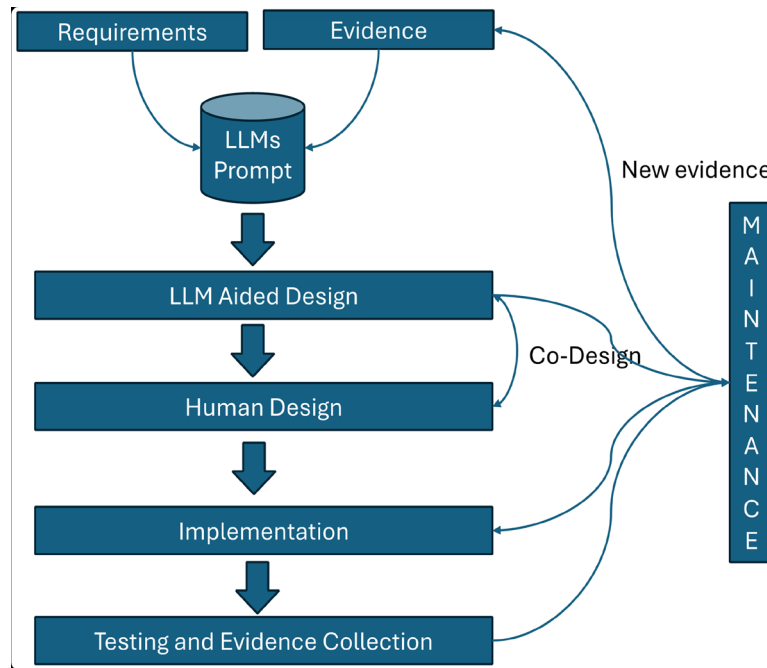 Requirements
Evidence
LLMs
Prompt
New evidence
LLM Aided Design
Co-Design
Human Design
Implementation
Testing and Evidence Collection
M
A
I
N
T
E
N
A
N
C
E